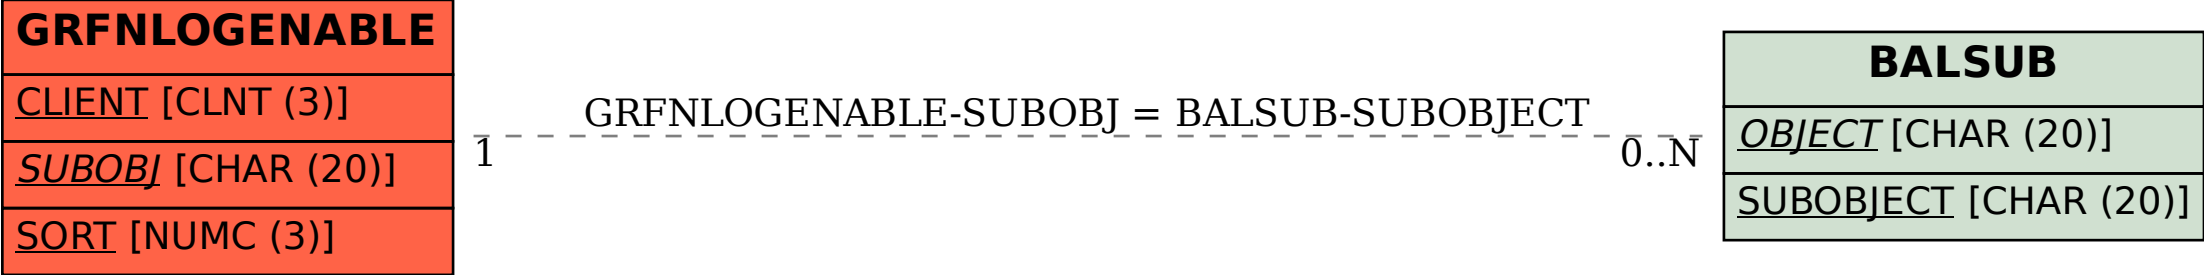 GRFNLOGENABLE
CLIENT [CLNT (3)]
SUBOBJ [CHAR (20)]
SORT [NUMC (3)]
GRFNLOGENABLE-SUBOBJ = BALSUB-SUBOBJECT
1
0..N
BALSUB
OBJECT [CHAR (20)]
SUBOBJECT [CHAR (20)]